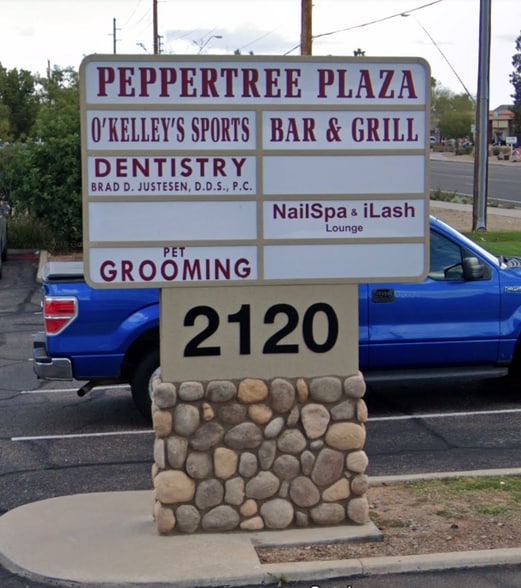 PEPPERTREE PLAZA
O'KELLEY'S SPORTS BAR & GRILL
DENTISTRY
BRAD D. JUSTESEN, D.D.S., P.C.
NailSpa & iLash
Lounge
PET
GROOMING
2120